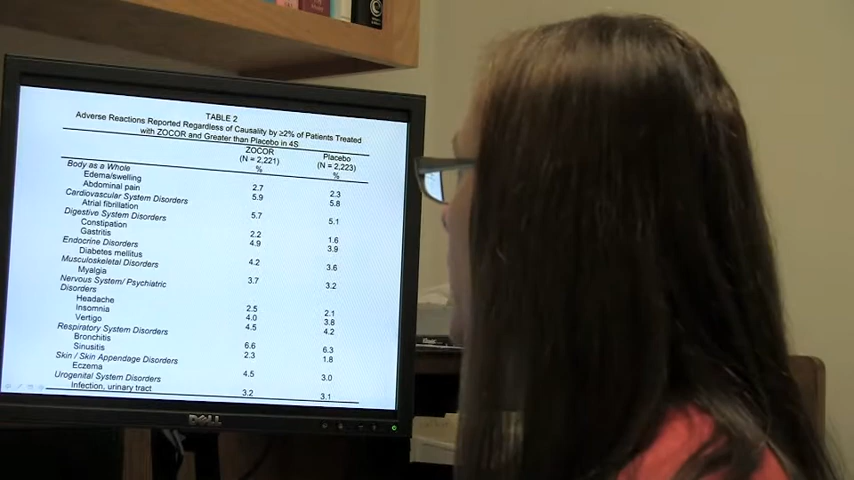 TABLE 2
Adverse Reactions Reported Regardless of Causality by ≥2% of Patients Treated
with ZOCOR and Greater than Placebo in 4S
ZOCOR Placebo
(N = 2,221) (N = 2,223)
% %
Body as a Whole
Edema/swelling 2.7 2.3
Abdominal pain 5.9 5.8
Cardiovascular System Disorders
Atrial fibrillation 5.7 5.1
Digestive System Disorders
Constipation 2.2 1.6
Gastritis 4.9 3.9
Endocrine Disorders
Diabetes mellitus 4.2 3.6
Musculoskeletal Disorders
Myalgia 3.7 3.2
Nervous System/ Psychiatric
Disorders
Headache 2.5 2.1
Insomnia 4.0 3.8
Vertigo 4.5 4.2
Respiratory System Disorders
Bronchitis 6.6 6.3
Sinusitis 2.3 1.8
Skin / Skin Appendage Disorders
Eczema 4.5 3.0
Urogenital System Disorders
Infection, urinary tract 3.2 3.1
DELL